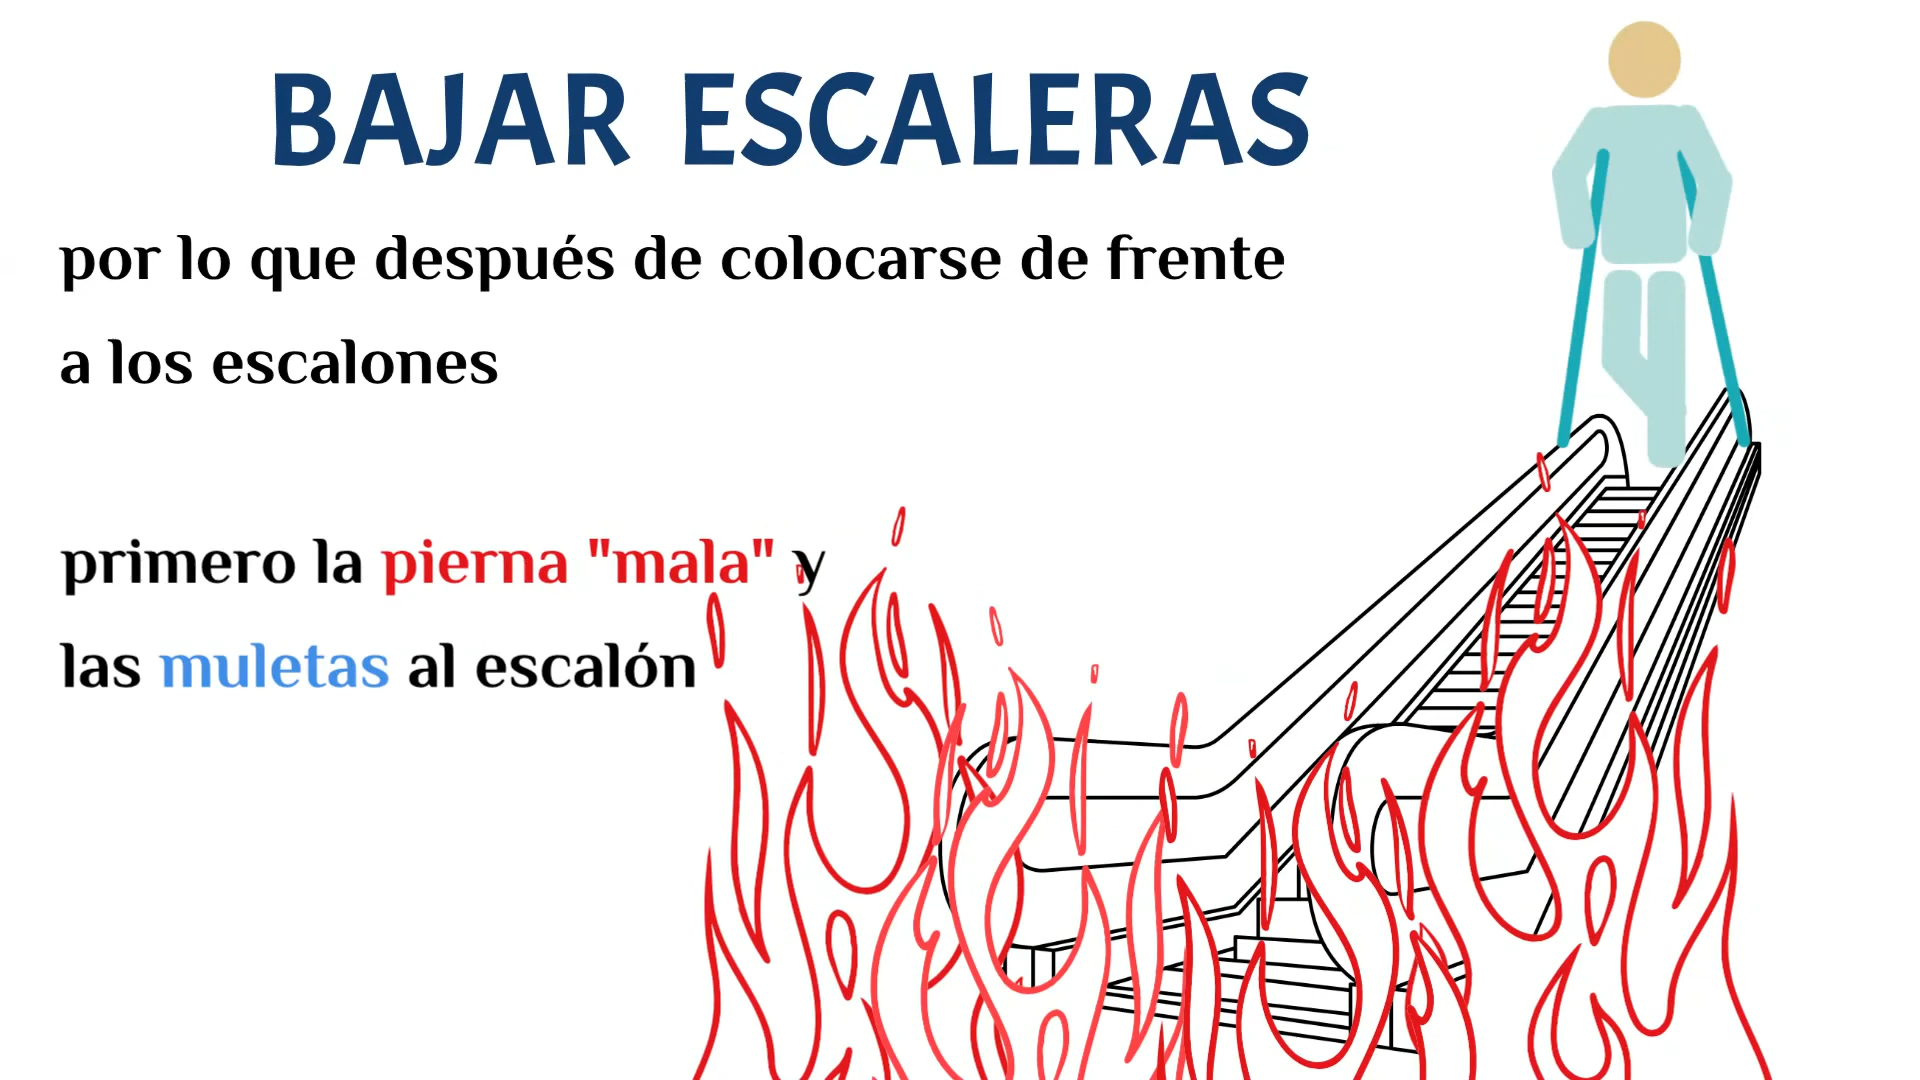 BAJAR ESCALERAS
por lo que después de colocarse de frente
a los escalones
primero la pierna "mala" y
las muletas al escalón